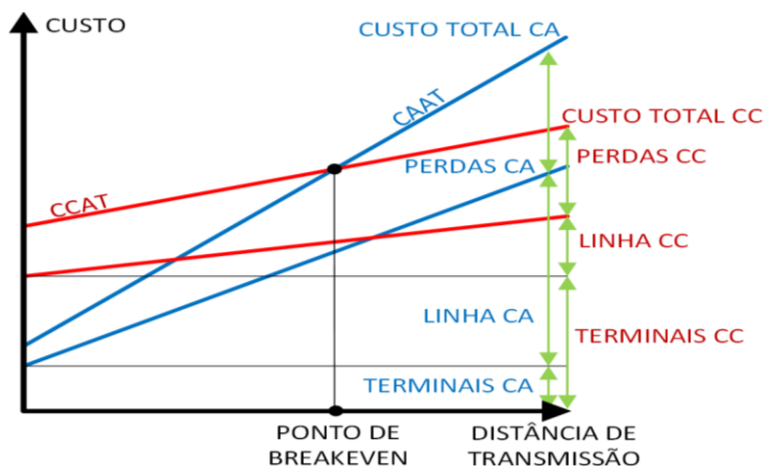 CUSTO
CUSTO TOTAL CA
CAAT
CUSTO TOTAL CC
PERDAS CA
PERDAS CC
CCAT
LINHA CC
LINHA CA
TERMINAIS CC
TERMINAIS CA
PONTO DE
BREAKEVEN
DISTÂNCIA DE
TRANSMISSÃO